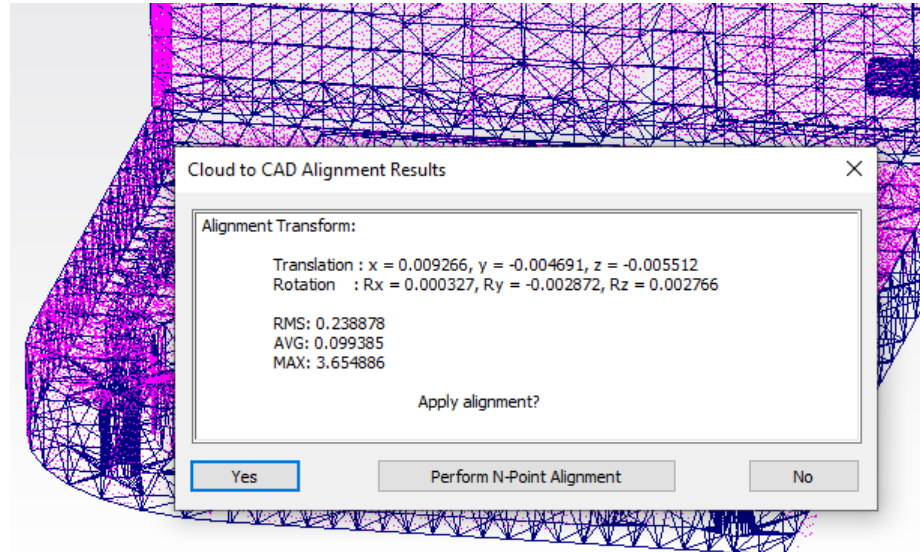 Cloud to CAD Alignment Results
Alignment Transform:
Translation : x = 0.009266, y = -0.004691, z = -0.005512
Rotation : Rx = 0.000327, Ry = -0.002872, Rz = 0.002766
RMS: 0.238878
AVG: 0.099385
MAX: 3.654886
Apply alignment?
Yes
Perform N-Point Alignment
No